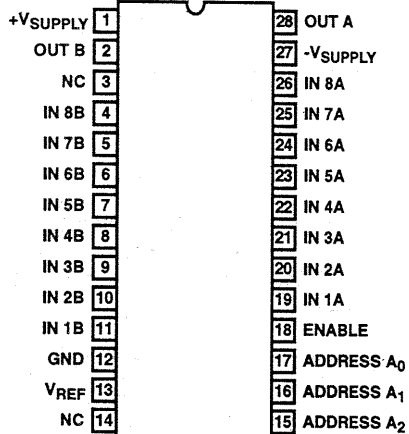 +VSUPPLY 1 28 OUT A
OUT B 2 27 -VSUPPLY
NC 3 26 IN 8A
IN 8B 4 25 IN 7A
IN 7B 5 24 IN 6A
IN 6B 6 23 IN 5A
IN 5B 7 22 IN 4A
IN 4B 8 21 IN 3A
IN 3B 9 20 IN 2A
IN 2B 10 19 IN 1A
IN 1B 11 18 ENABLE
GND 12 17 ADDRESS A0
VREF 13 16 ADDRESS A1
NC 14 15 ADDRESS A2